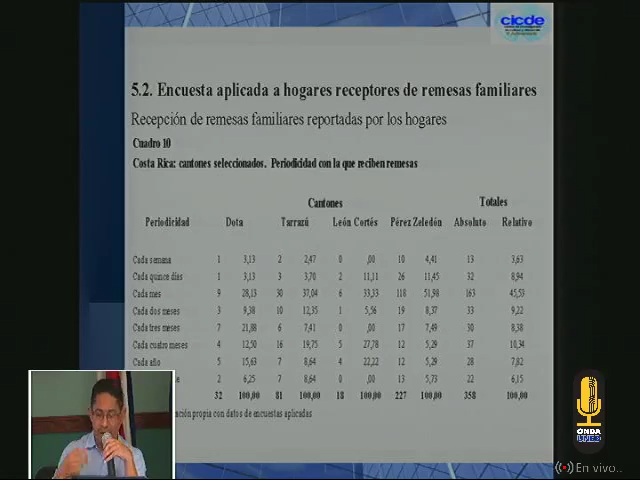 cicde
5.2. Encuesta aplicada a hogares receptores de remesas familiares
Recepción de remesas familiares reportadas por los hogares
Cuadro 10
Costa Rica: cantones seleccionados. Periodicidad con la que reciben remesas
Cantones Totales
Periodicidad Dota Tarrazú León Cortés Pérez Zeledón Absoluto Relativo
Cada semana 1 3,13 2 2,47 0 ,00 10 4,41 13 3,63
Cada quince días 1 3,13 3 3,70 2 11,11 26 11,45 32 8,94
Cada mes 9 28,13 30 37,04 6 33,33 118 51,98 163 45,53
Cada dos meses 3 9,38 10 12,35 1 5,56 19 8,37 33 9,22
Cada tres meses 7 21,88 6 7,41 0 ,00 17 7,49 30 8,38
Cada cuatro meses 4 12,50 16 19,75 5 27,78 12 5,29 37 10,34
Cada año 5 15,63 7 8,64 4 22,22 12 5,29 28 7,82
2 6,25 7 8,64 0 ,00 13 5,73 22 6,15
32 100,00 81 100,00 18 100,00 227 100,00 358 100,00
propia con datos de encuestas aplicadas
ONDA
UNED
En vivo..